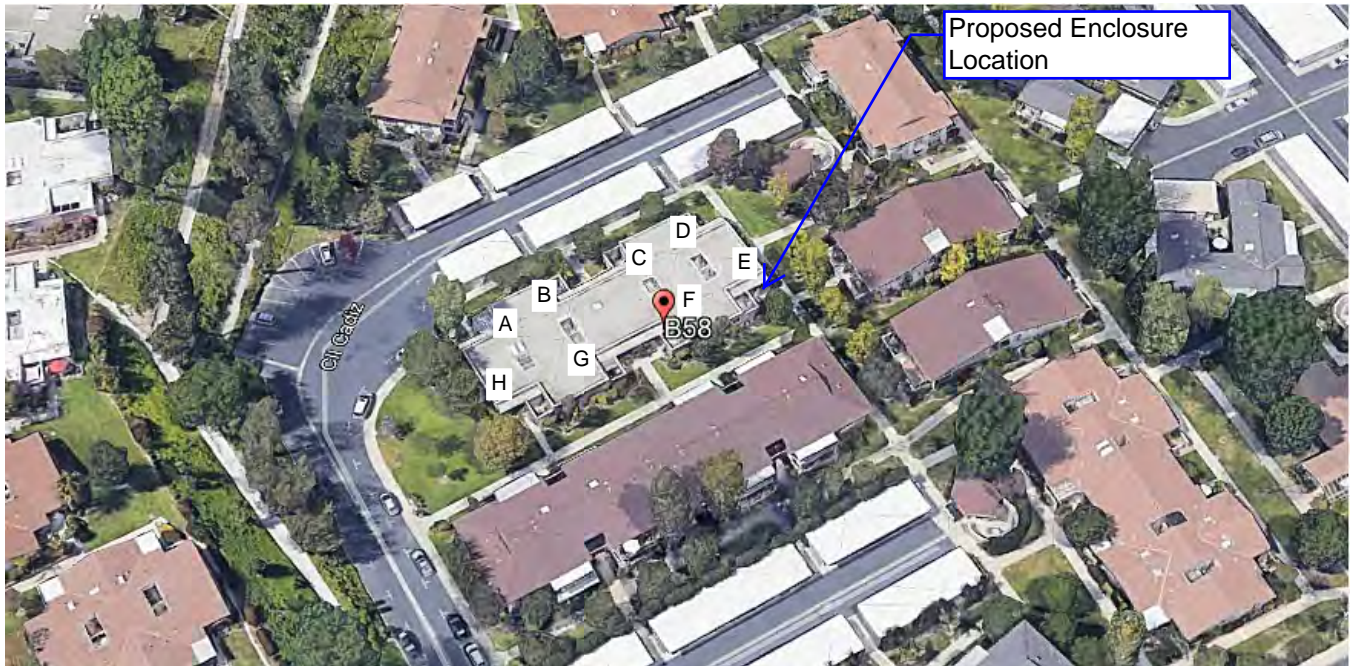 Proposed Enclosure
Location
D
C
E
B
F
B58
A
G
H
Cll Cadiz